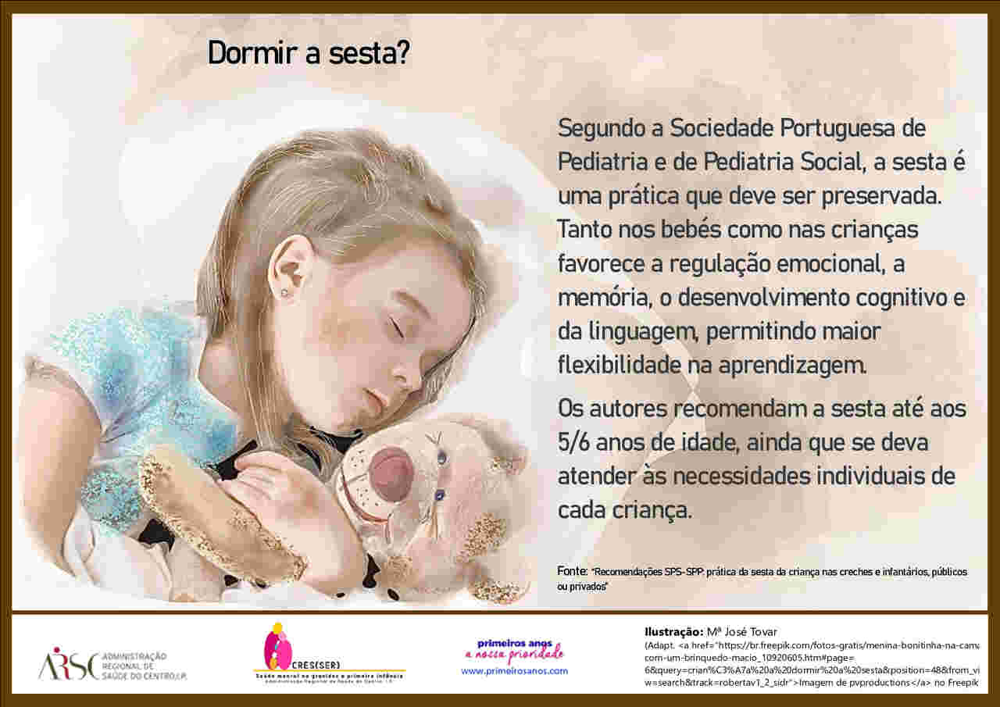 Dormir a sesta?
Segundo a Sociedade Portuguesa de
Pediatria e de Pediatria Social, a sesta é
uma prática que deve ser preservada.
Tanto nos bebés como nas crianças
favorece a regulação emocional, a
memória, o desenvolvimento cognitivo e
da linguagem, permitindo maior
flexibilidade na aprendizagem.
Os autores recomendam a sesta até aos
5/6 anos de idade, ainda que se deva
atender às necessidades individuais de
cada criança.
Fonte: "Recomendações SPS-SPP: prática da sesta da criança nas creches e infantários, públicos
ou privados"
ARSC ADMINISTRAÇÃO
REGIONAL DE
SAÚDE DO CENTRO, I.P.
CRES(SER)
Saúde mental na gravidez e primeira infância
Administração Regional de Saúde do Centro, I.P.
primeiros anos
a nossa prioridade
www.primeirosanos.com
Ilustração: Mª José Tovar
(Adapt. <a href="https://br.freepik.com/fotos-gratis/menina-bonitinha-na-cama
com-um-brinquedo-macio_10920605.htm#page=
6&query=crian%C3%A7a%20a%20dormir%20a%20sesta&position=48&from_vi
w=search&track=robertav1_2_sidr">Imagem de pvproductions</a> no Freepik